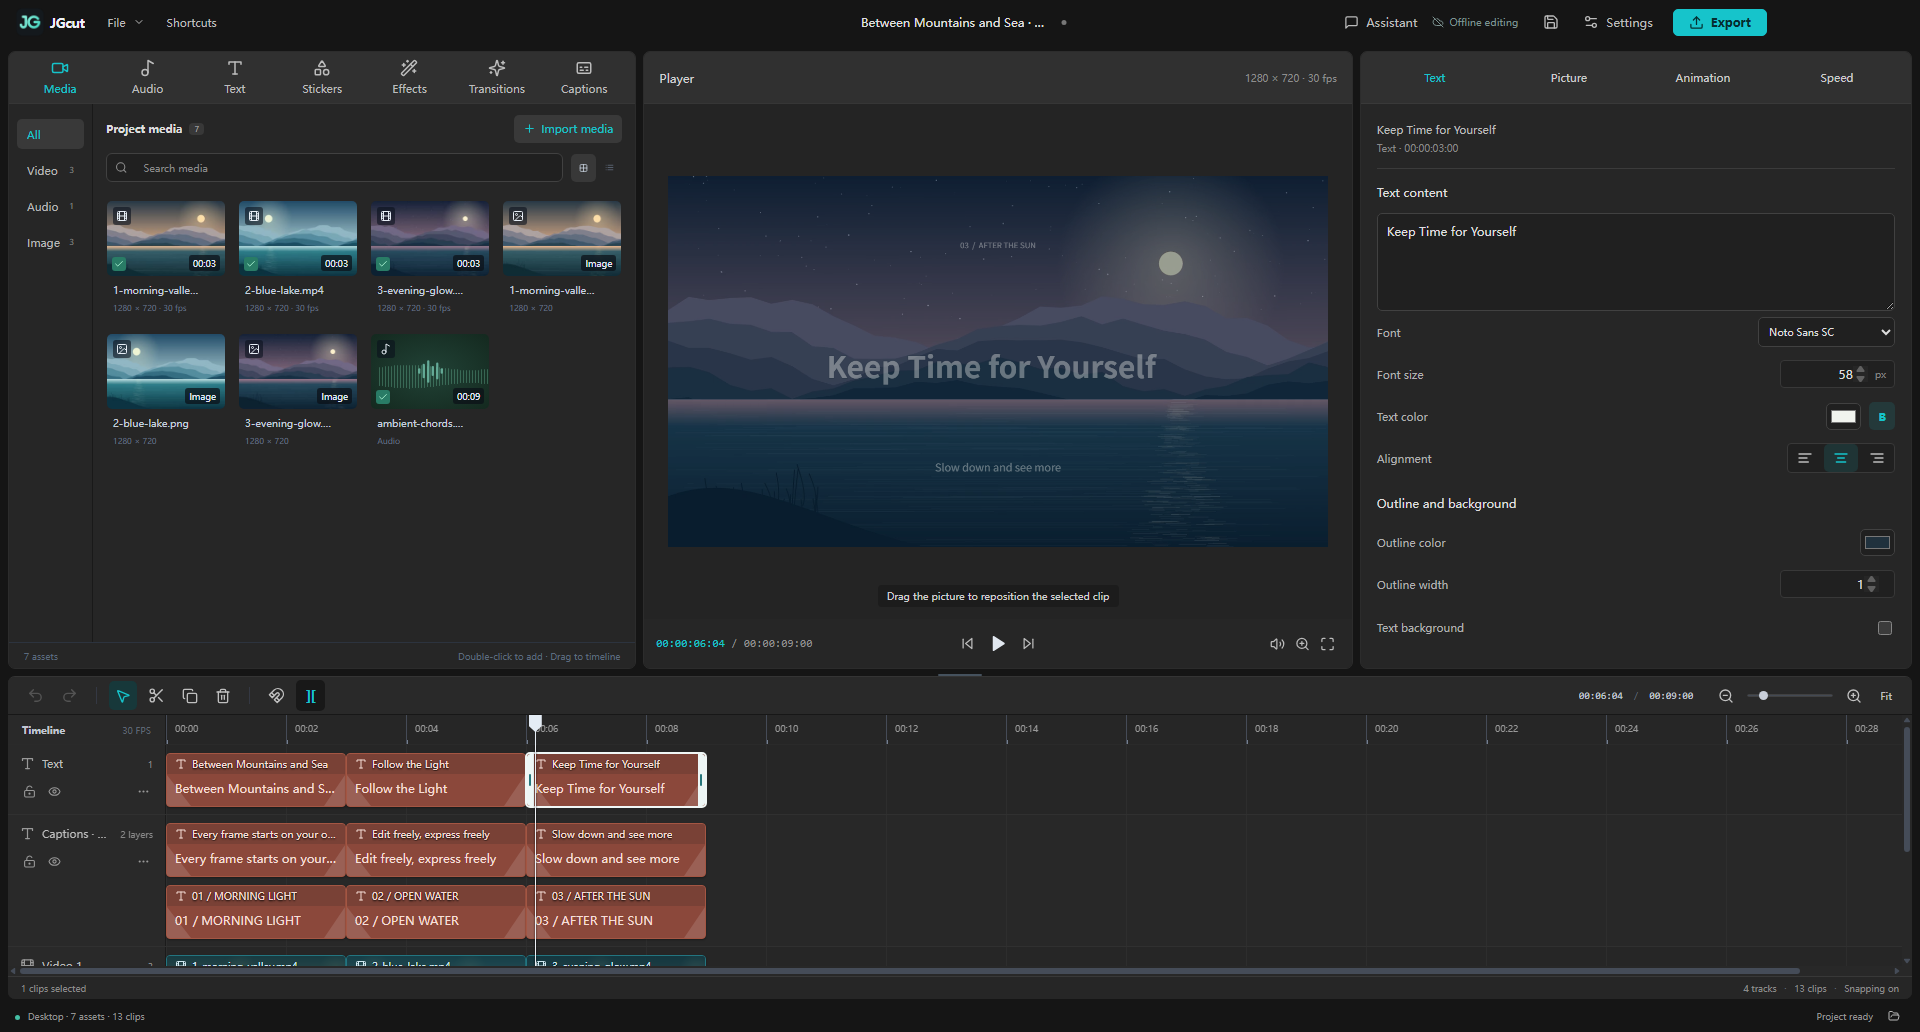 JG JGcut File Shortcuts
Between Mountains and Sea · ...
Assistant Offline editing Settings Export
Media Audio Text Stickers Effects Transitions Captions
All
Video 3
Audio 1
Image 3
Project media 7
Import media
Search media
00:03 00:03 00:03 Image
1-morning-valle... 2-blue-lake.mp4 3-evening-glow.... 1-morning-valle...
1280 × 720 · 30 fps 1280 × 720 · 30 fps 1280 × 720 · 30 fps 1280 × 720
Image Image 00:09
2-blue-lake.png 3-evening-glow.... ambient-chords....
1280 × 720 1280 × 720 Audio
7 assets Double-click to add · Drag to timeline
Player 1280 × 720 · 30 fps
03 / AFTER THE SUN
Keep Time for Yourself
Slow down and see more
Drag the picture to reposition the selected clip
00:00:06:04 / 00:00:09:00
Text Picture Animation Speed
Keep Time for Yourself
Text · 00:00:03:00
Text content
Keep Time for Yourself
Font Noto Sans SC
Font size 58 px
Text color B
Alignment
Outline and background
Outline color
Outline width 1
Text background
00:06:04 / 00:09:00 Fit
Timeline 30 FPS 00:00 00:02 00:04 00:06 00:08 00:10 00:12 00:14 00:16 00:18 00:20 00:22 00:24 00:26 00:28
Text 1
Between Mountains and Sea Follow the Light Keep Time for Yourself
Between Mountains and S... Follow the Light Keep Time for Yourself
Captions · ... 2 layers
Every frame starts on your o... Edit freely, express freely Slow down and see more
Every frame starts on your... Edit freely, express freely Slow down and see more
01 / MORNING LIGHT 02 / OPEN WATER 03 / AFTER THE SUN
01 / MORNING LIGHT 02 / OPEN WATER 03 / AFTER THE SUN
Video 1 3 1-morning-valley.mp4 2-blue-lake.mp4 3-evening-glow.mp4
1 clips selected 4 tracks · 13 clips · Snapping on
Desktop · 7 assets · 13 clips Project ready